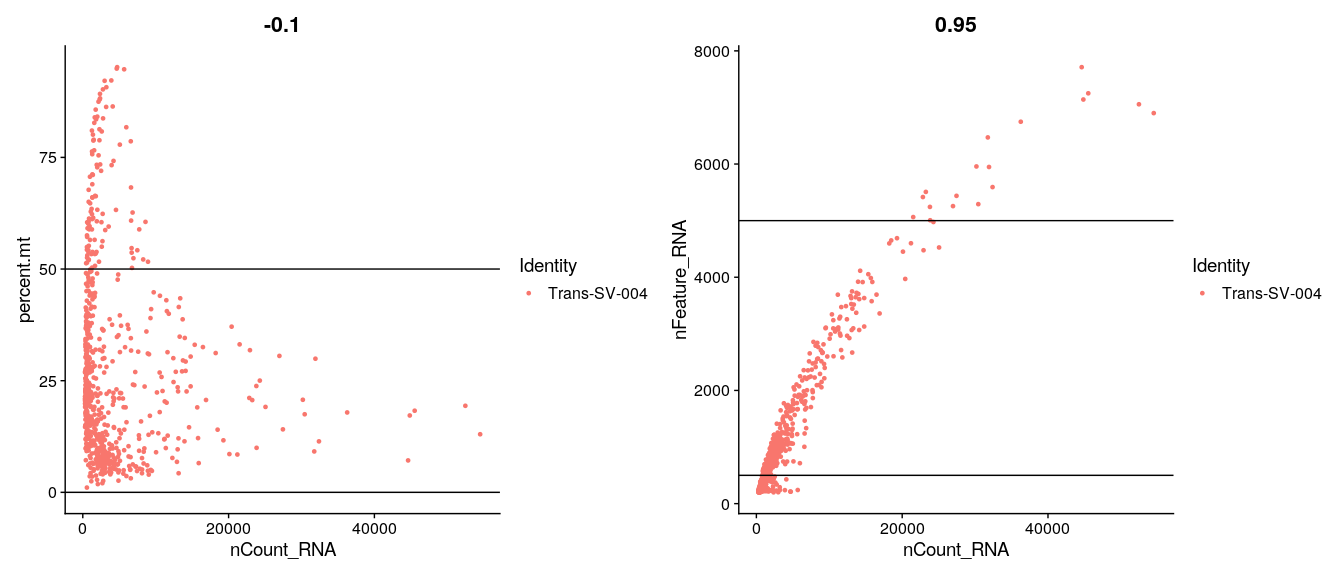 -0.1
percent.mt
75
50
25
0
0
20000
40000
nCount_RNA
Identity
Trans-SV-004
0.95
nFeature_RNA
8000
6000
4000
2000
0
0
20000
40000
nCount_RNA
Identity
Trans-SV-004